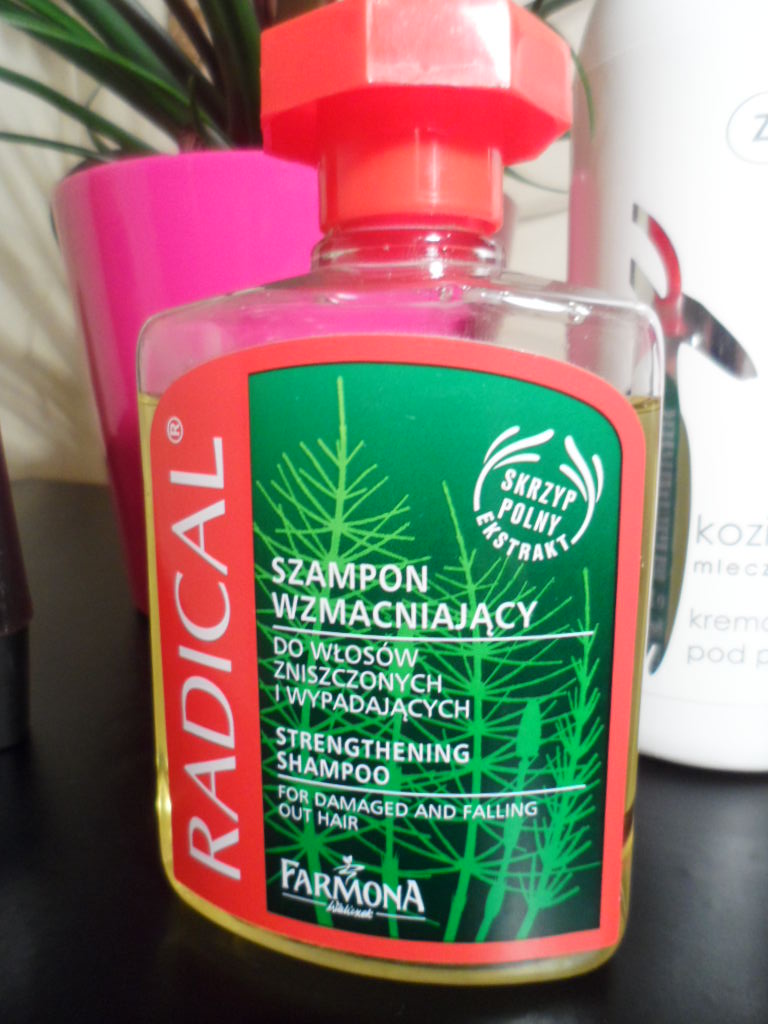 RADICAL®
SKRZYP
POLNY
EKSTRAKT
SZAMPON
WZMACNIAJĄCY
DO WŁOSÓW
ZNISZCZONYCH
I WYPADAJĄCYCH
STRENGTHENING
SHAMPOO
FOR DAMAGED AND FALLING
OUT HAIR
FARMONA
Z
kozi
mlecz
krem
pod p